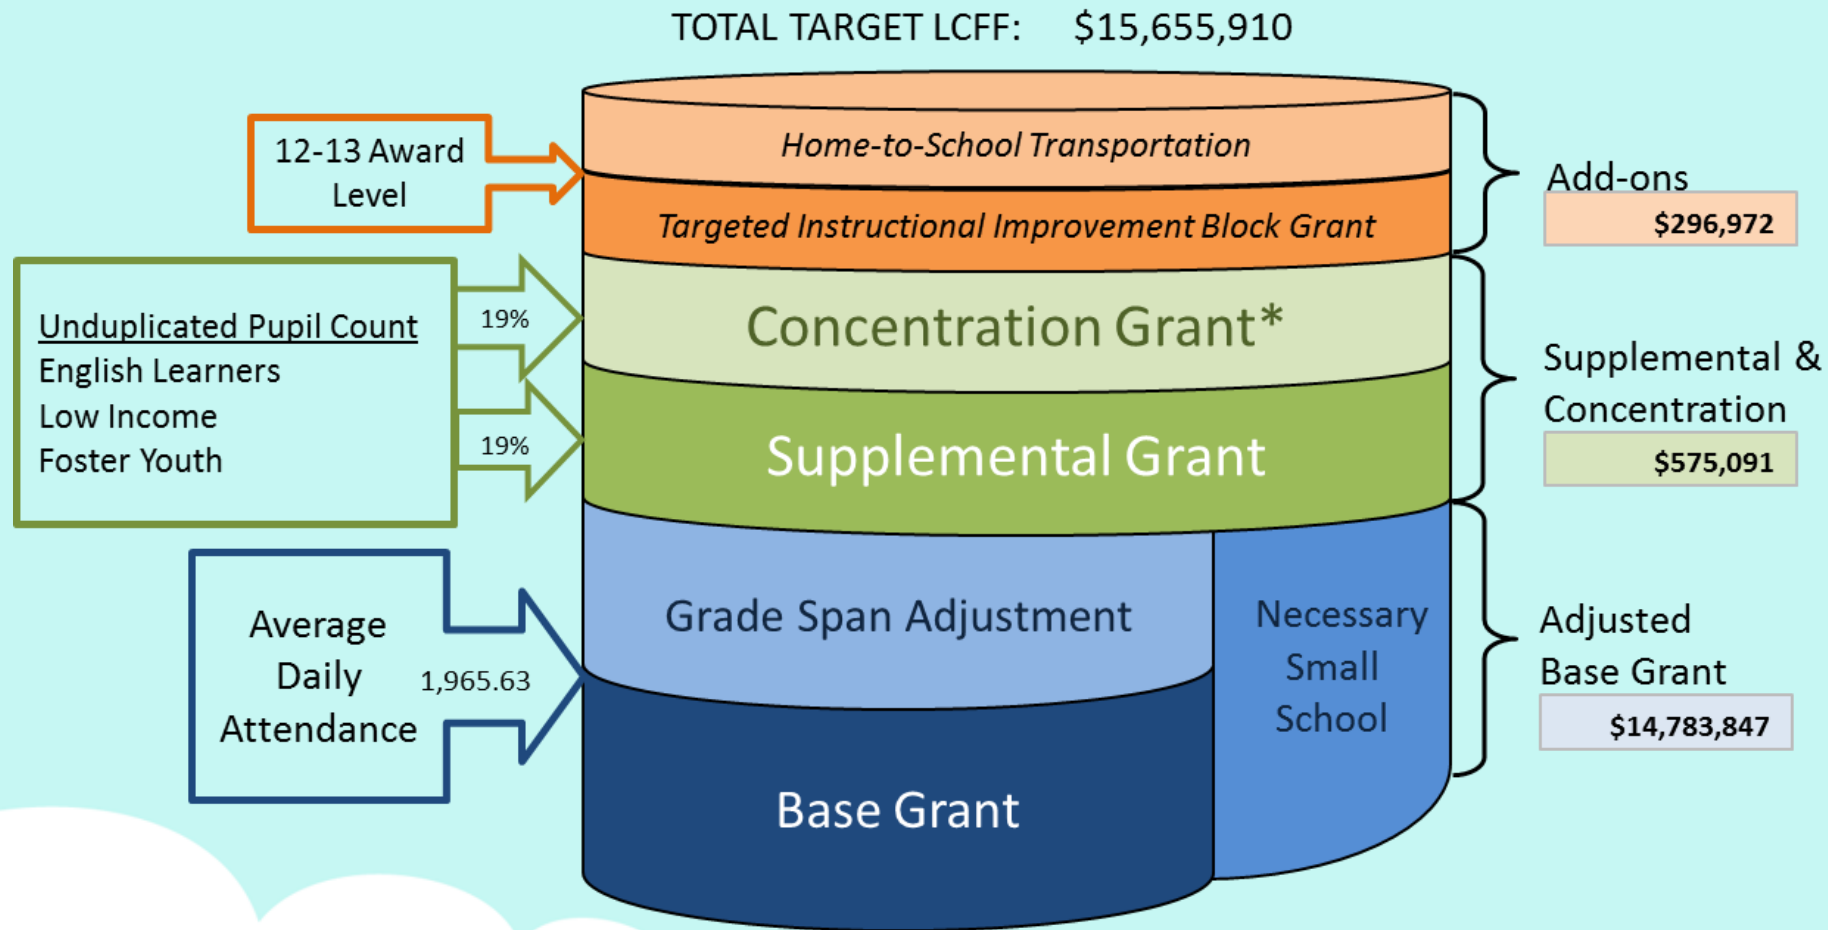 TOTAL TARGET LCFF: $15,655,910
12-13 Award
Level
Home-to-School Transportation
Targeted Instructional Improvement Block Grant
Add-ons
$296,972
Unduplicated Pupil Count
English Learners
Low Income
Foster Youth
19%
19%
Concentration Grant*
Supplemental Grant
Supplemental &
Concentration
$575,091
Average
Daily
Attendance
1,965.63
Grade Span Adjustment
Base Grant
Necessary
Small
School
Adjusted
Base Grant
$14,783,847